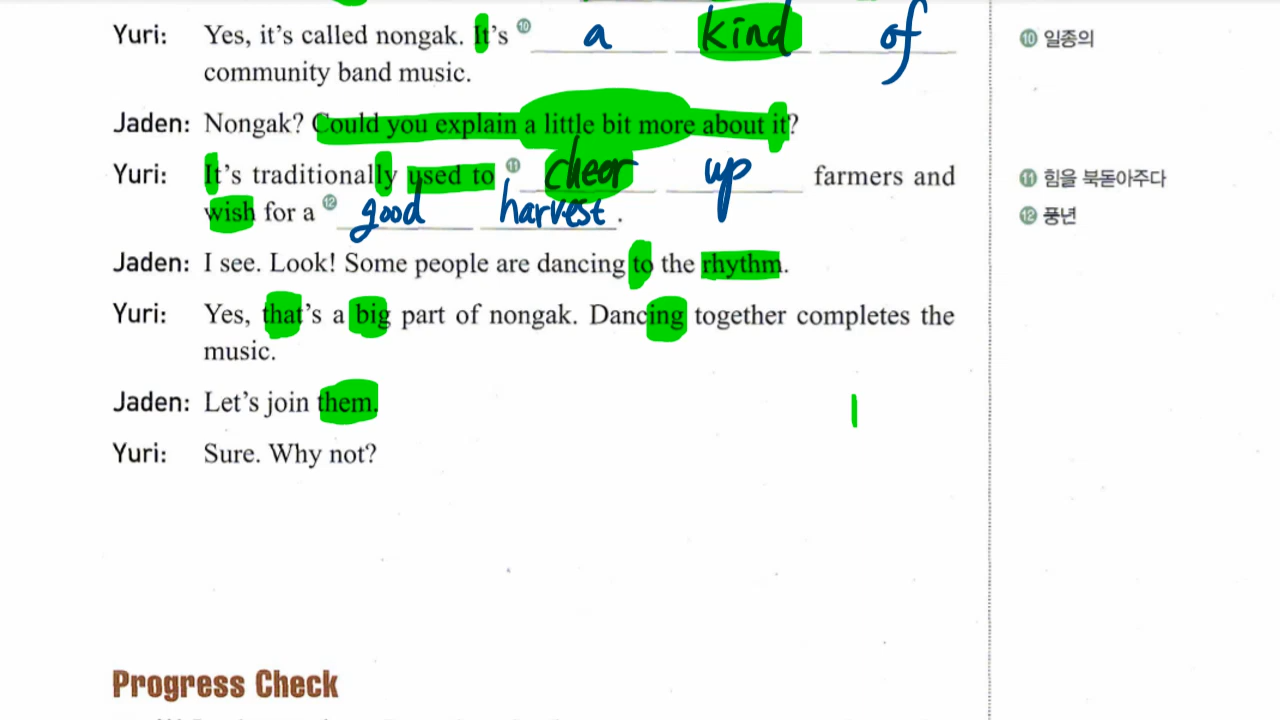 Yuri: Yes, it's called nongak. It's ⑩ a kind of
community band music.
⑩ 일종의
Jaden: Nongak? Could you explain a little bit more about it?
Yuri: It's traditionally used to ⑪ cheer up farmers and
wish for a ⑫ good harvest.
⑪ 힘을 북돋아주다
⑫ 풍년
Jaden: I see. Look! Some people are dancing to the rhythm.
Yuri: Yes, that's a big part of nongak. Dancing together completes the
music.
Jaden: Let's join them.
Yuri: Sure. Why not?
Progress Check